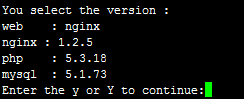 You select the version :
web    : nginx
nginx : 1.2.5
php    : 5.3.18
mysql  : 5.1.73
Enter the y or Y to continue: